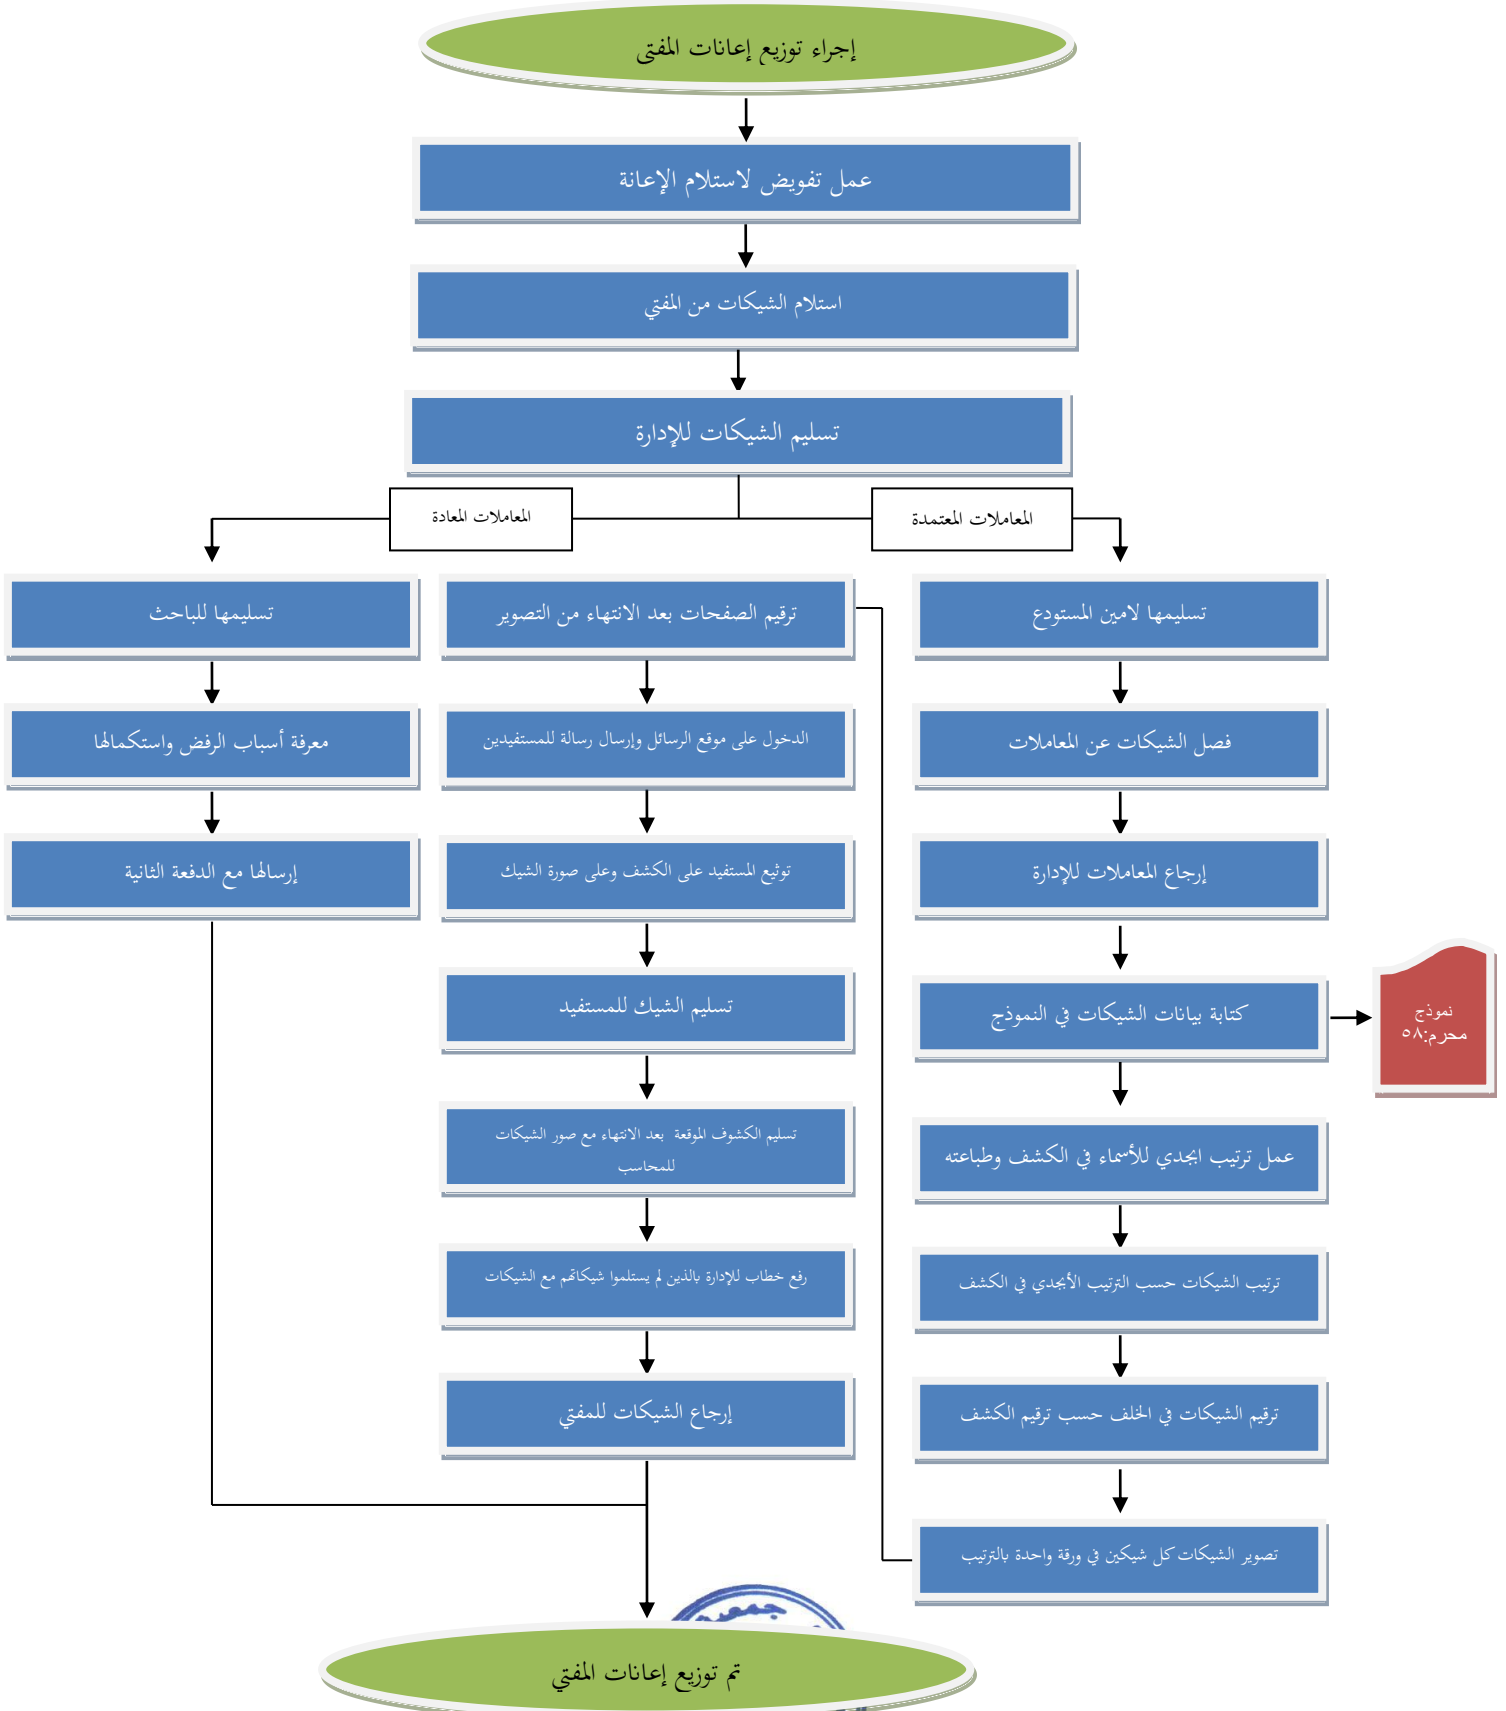 إجراء توزيع إعانات المفتى
عمل تفويض لاستلام الإعانة
استلام الشيكات من المفتي
تسليم الشيكات للإدارة
المعاملات المعتمدة
المعاملات المعادة
تسليمها لامين المستودع
فصل الشيكات عن المعاملات
إرجاع المعاملات للإدارة
كتابة بيانات الشيكات في النموذج
نموذج
محرم:٥٨
عمل ترتيب ابجدي للأسماء في الكشف وطباعته
ترتيب الشيكات حسب الترتيب الأبجدي في الكشف
ترقيم الشيكات في الخلف حسب ترقيم الكشف
تصوير الشيكات كل شيكين في ورقة واحدة بالترتيب
ترقيم الصفحات بعد الانتهاء من التصوير
الدخول على موقع الرسائل وإرسال رسالة للمستفيدين
توثيع المستفيد على الكشف وعلى صورة الشيك
تسليم الشيك للمستفيد
تسليم الكشوف الموقعة بعد الانتهاء مع صور الشيكات
للمحاسب
رفع خطاب للإدارة بالذين لم يستلموا شيكاتهم مع الشيكات
إرجاع الشيكات للمفتي
تسليمها للباحث
معرفة أسباب الرفض واستكمالها
إرسالها مع الدفعة الثانية
تم توزيع إعانات المفتي